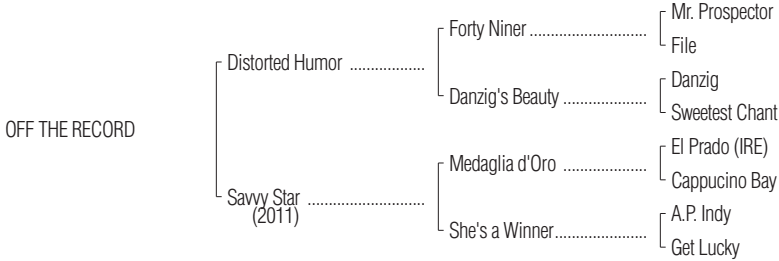 Mr. Prospector
Forty Niner ....................
File
Distorted Humor ..................
Danzig
Danzig's Beauty .................
Sweetest Chant
OFF THE RECORD
El Prado (IRE)
Medaglia d'Oro .................
Cappucino Bay
Savvy Star .........................
(2011)
A.P. Indy
She's a Winner...................
Get Lucky